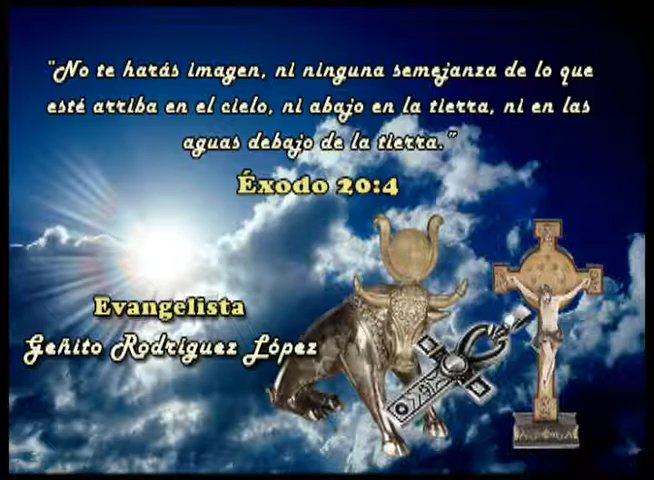 "No te harás imagen, ni ninguna semejanza de lo que
esté arriba en el cielo, ni abajo en la tierra, ni en las
aguas debajo de la tierra."
Éxodo 20:4
Evangelista
Geñito Rodríguez López